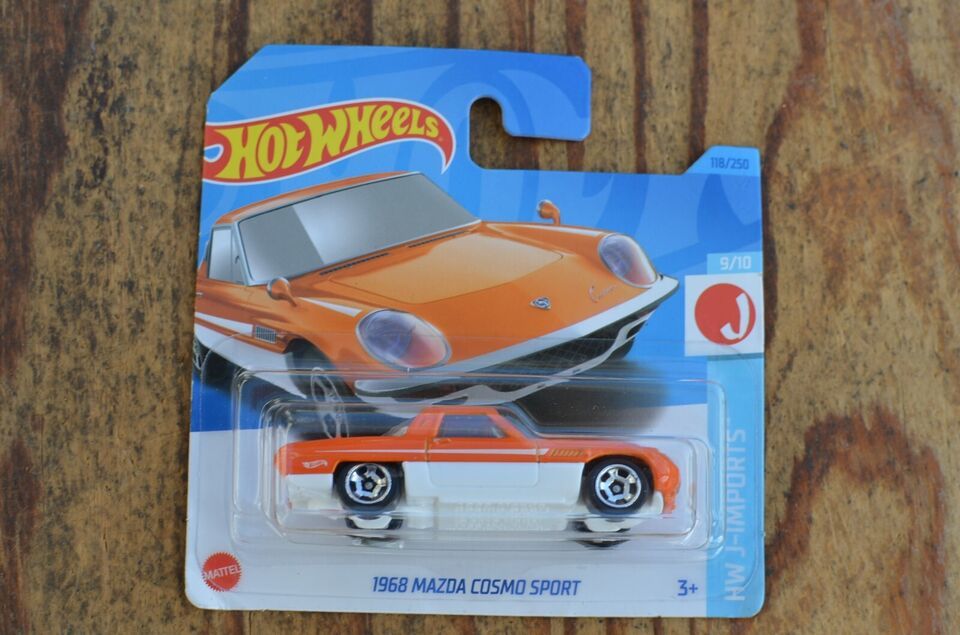 HOT WHEELS
118/250
9/10
J
HW J-IMPORTS
MATTEL
1968 MAZDA COSMO SPORT
3+